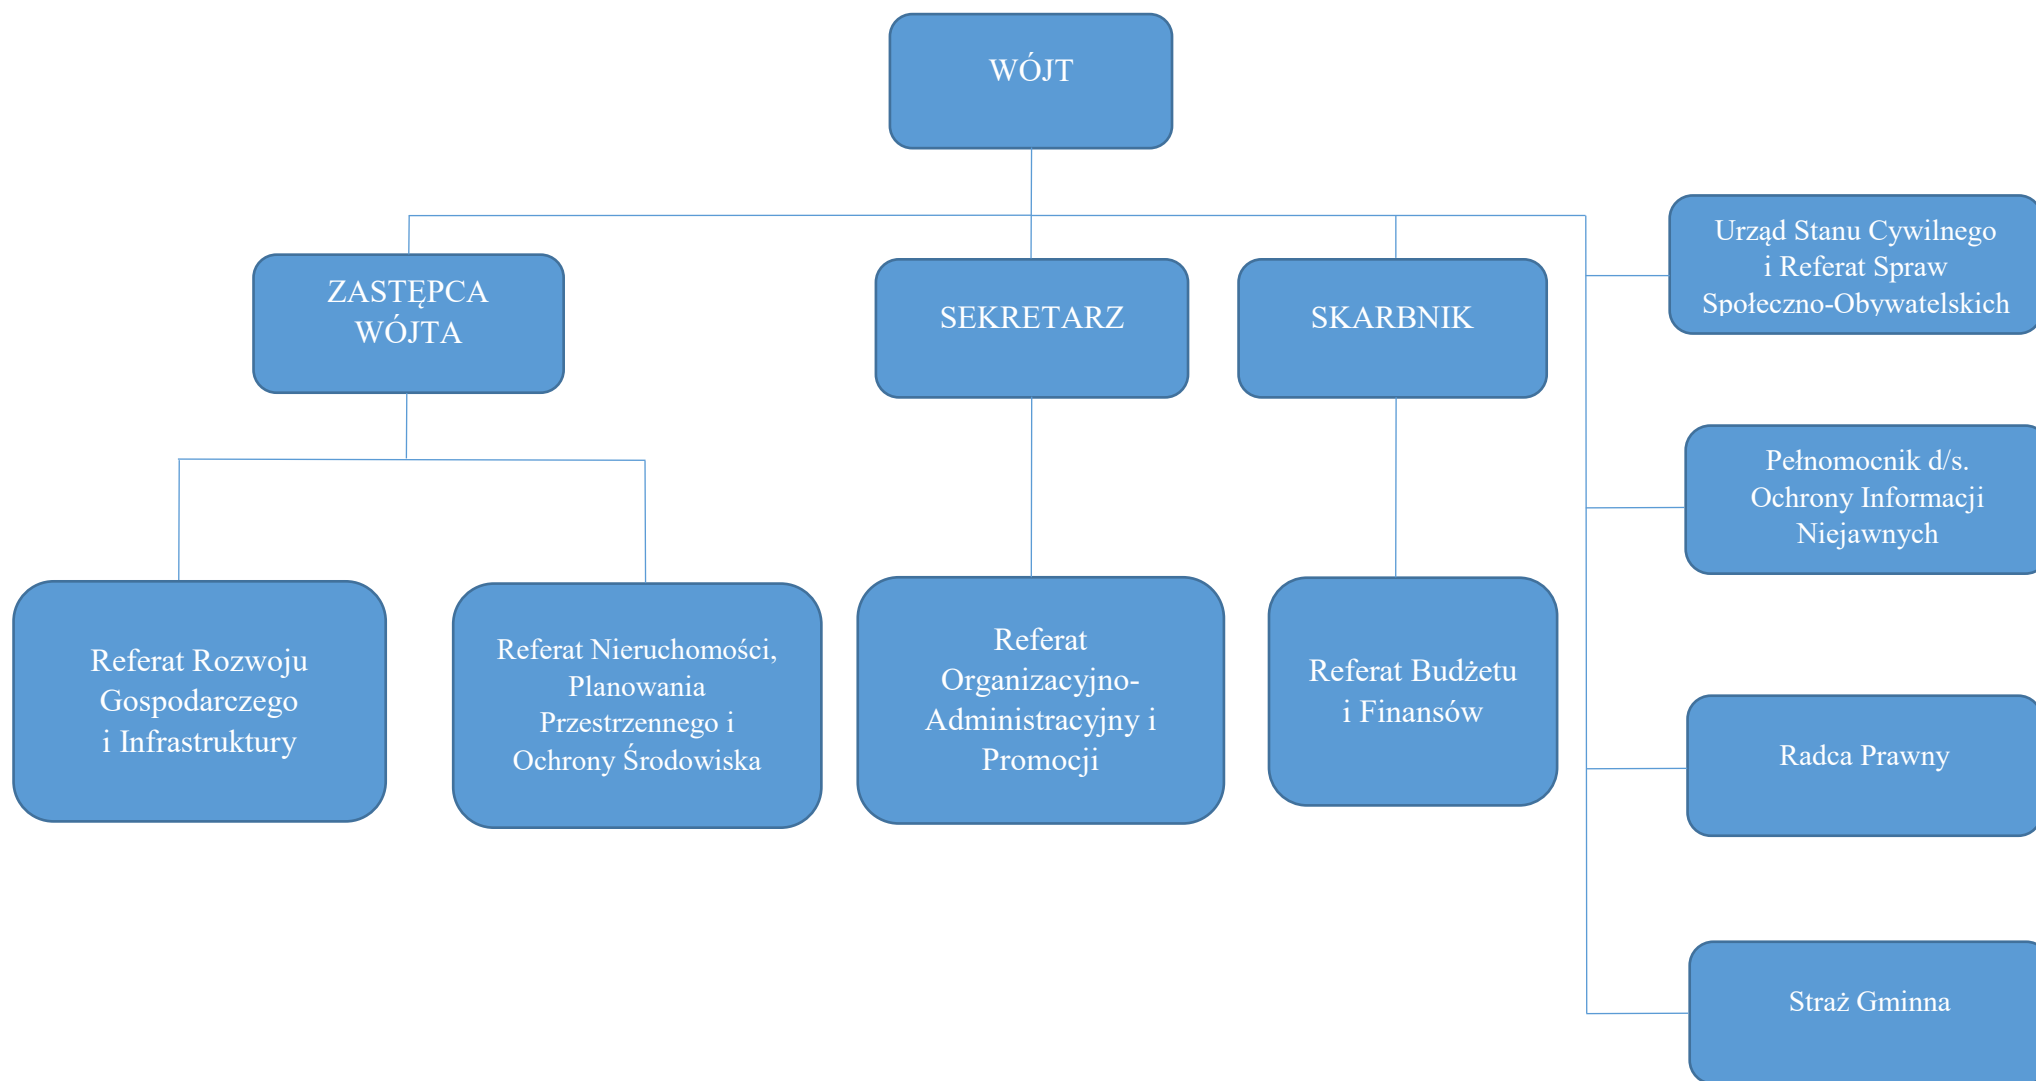 WÓJT
ZASTĘPCA
WÓJTA
SEKRETARZ
SKARBNIK
Urząd Stanu Cywilnego
i Referat Spraw
Społeczno-Obywatelskich
Pełnomocnik d/s.
Ochrony Informacji
Niejawnych
Radca Prawny
Straż Gminna
Referat Rozwoju
Gospodarczego
i Infrastruktury
Referat Nieruchomości,
Planowania
Przestrzennego i
Ochrony Środowiska
Referat
Organizacyjno-
Administracyjny i
Promocji
Referat Budżetu
i Finansów